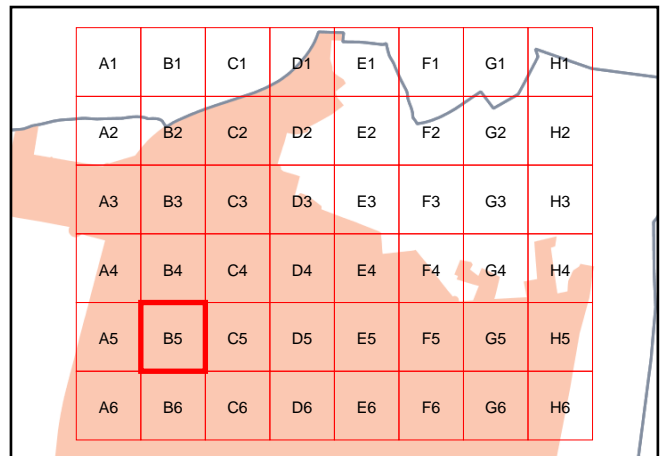 A1 B1 C1 D1 E1 F1 G1 H1
A2 B2 C2 D2 E2 F2 G2 H2
A3 B3 C3 D3 E3 F3 G3 H3
A4 B4 C4 D4 E4 F4 G4 H4
A5 B5 C5 D5 E5 F5 G5 H5
A6 B6 C6 D6 E6 F6 G6 H6